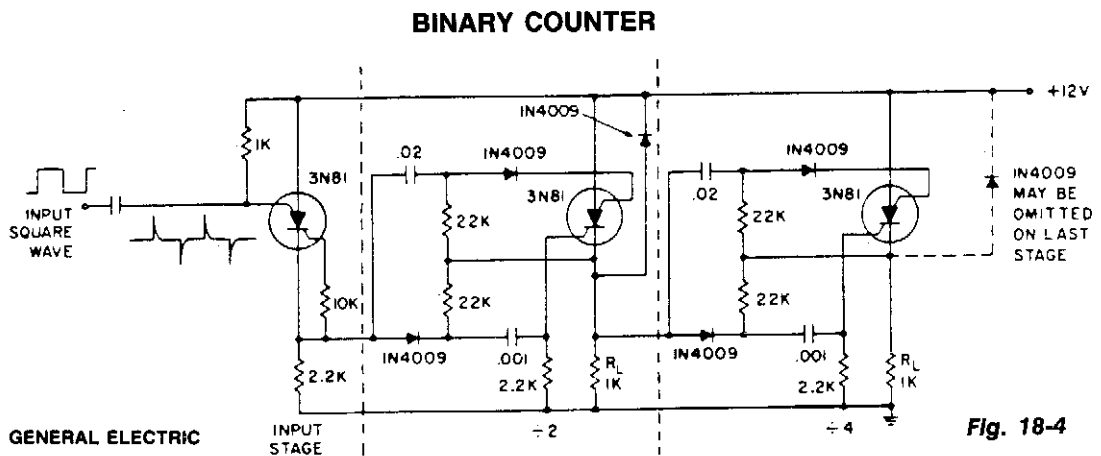 BINARY COUNTER
+12V
1N4009
1K
.02
1N4009
3N81
3N81
INPUT
SQUARE
WAVE
22K
22K
10K
2.2K
1N4009
.001
2.2K
RL
1K
.02
1N4009
3N81
22K
22K
1N4009
.001
2.2K
RL
1K
1N4009
MAY BE
OMITTED
ON LAST
STAGE
GENERAL ELECTRIC
INPUT
STAGE
÷2
÷4
Fig. 18-4